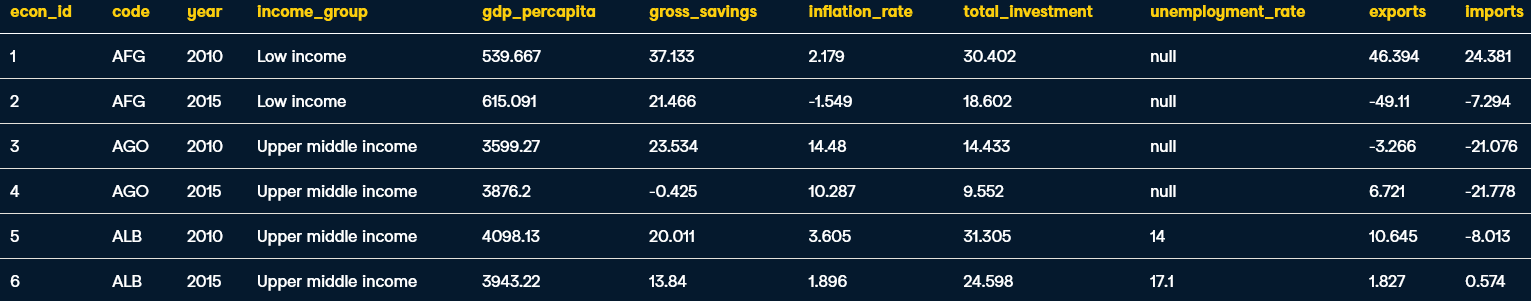 econ_id code year income_group gdp_percapita gross_savings inflation_rate total_investment unemployment_rate exports imports
1 AFG 2010 Low income 539.667 37.133 2.179 30.402 null 46.394 24.381
2 AFG 2015 Low income 615.091 21.466 -1.549 18.602 null -49.11 -7.294
3 AGO 2010 Upper middle income 3599.27 23.534 14.48 14.433 null -3.266 -21.076
4 AGO 2015 Upper middle income 3876.2 -0.425 10.287 9.552 null 6.721 -21.778
5 ALB 2010 Upper middle income 4098.13 20.011 3.605 31.305 14 10.645 -8.013
6 ALB 2015 Upper middle income 3943.22 13.84 1.896 24.598 17.1 1.827 0.574